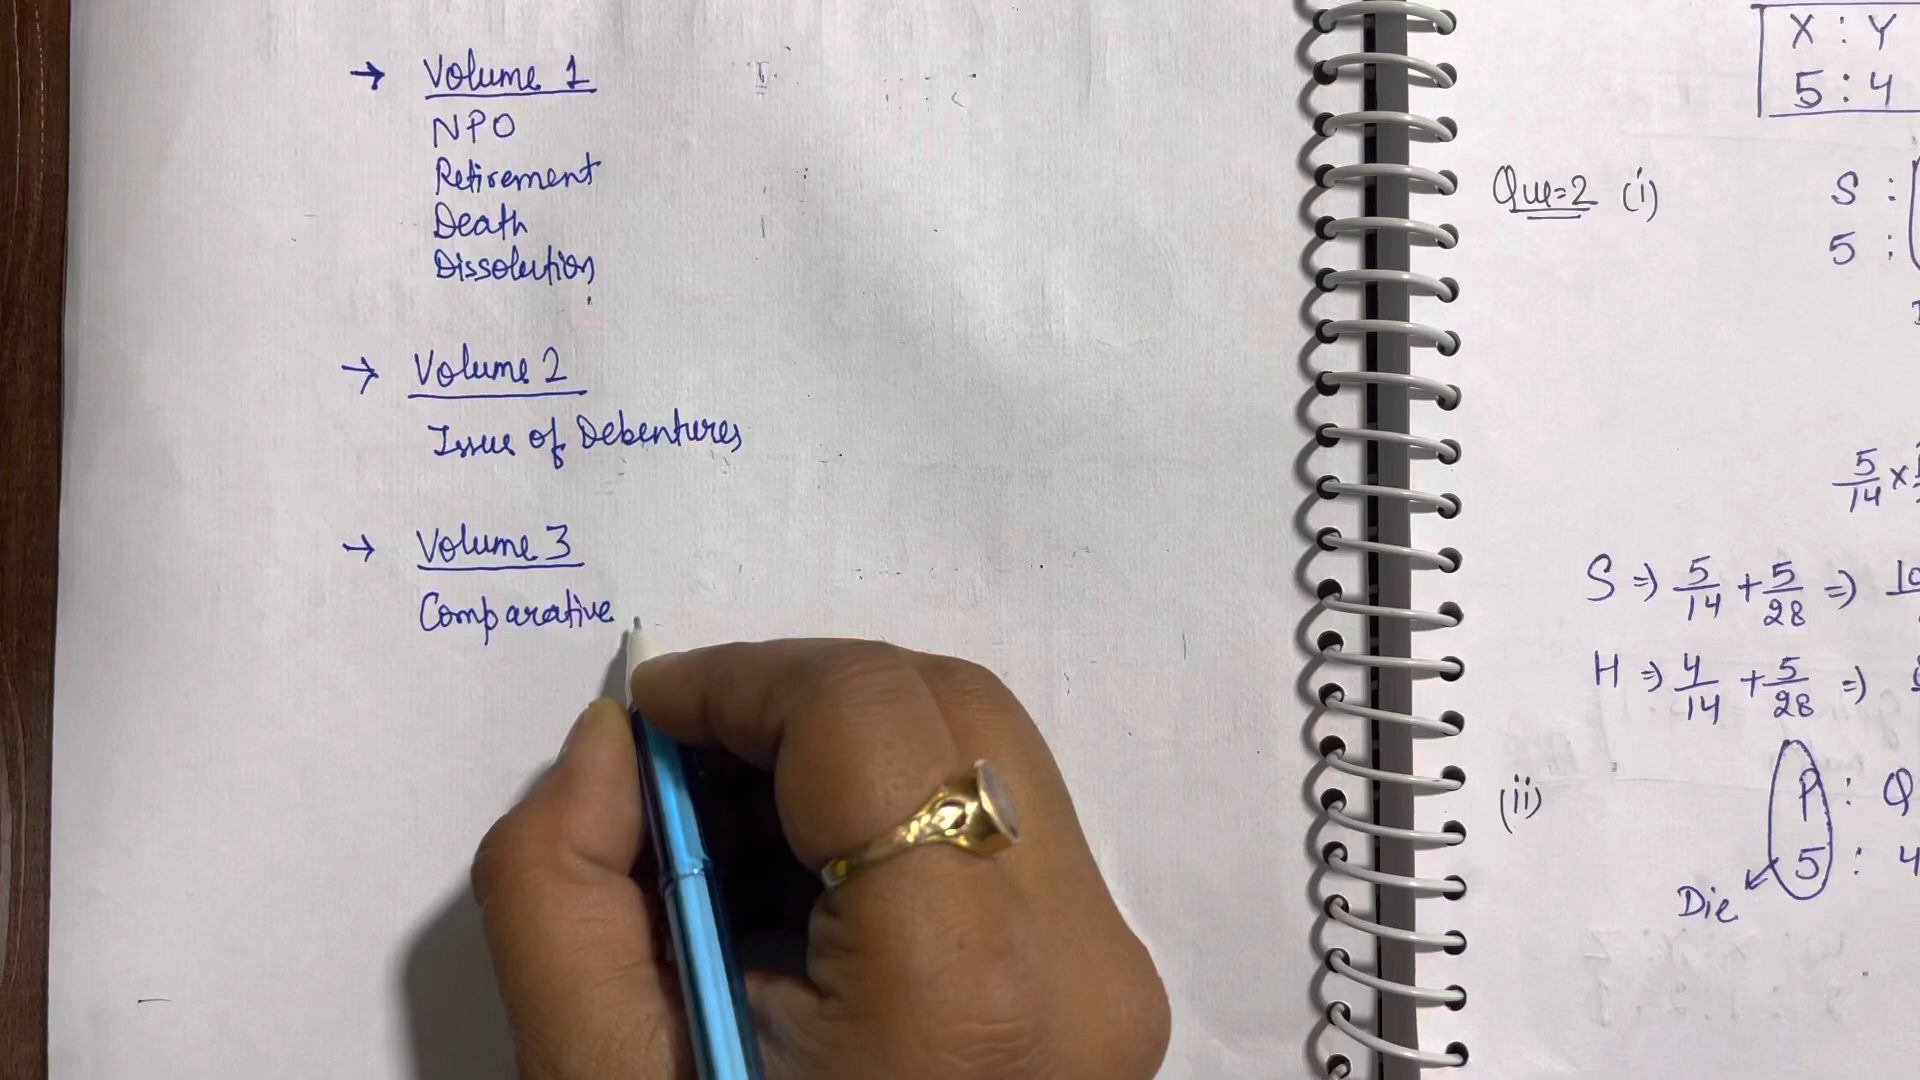 → Volume 1
NPO
Retirement
Death
Dissolution
→ Volume 2
Issue of Debentures
→ Volume 3
Comparative
X : Y
5 : 4
Que=2 (i)
S :
5 :
5/14 ×
S ⇒ 5/14 + 5/28 ⇒
H ⇒ 4/14 + 5/28 ⇒
(ii) P : Q
5 : 4
Die